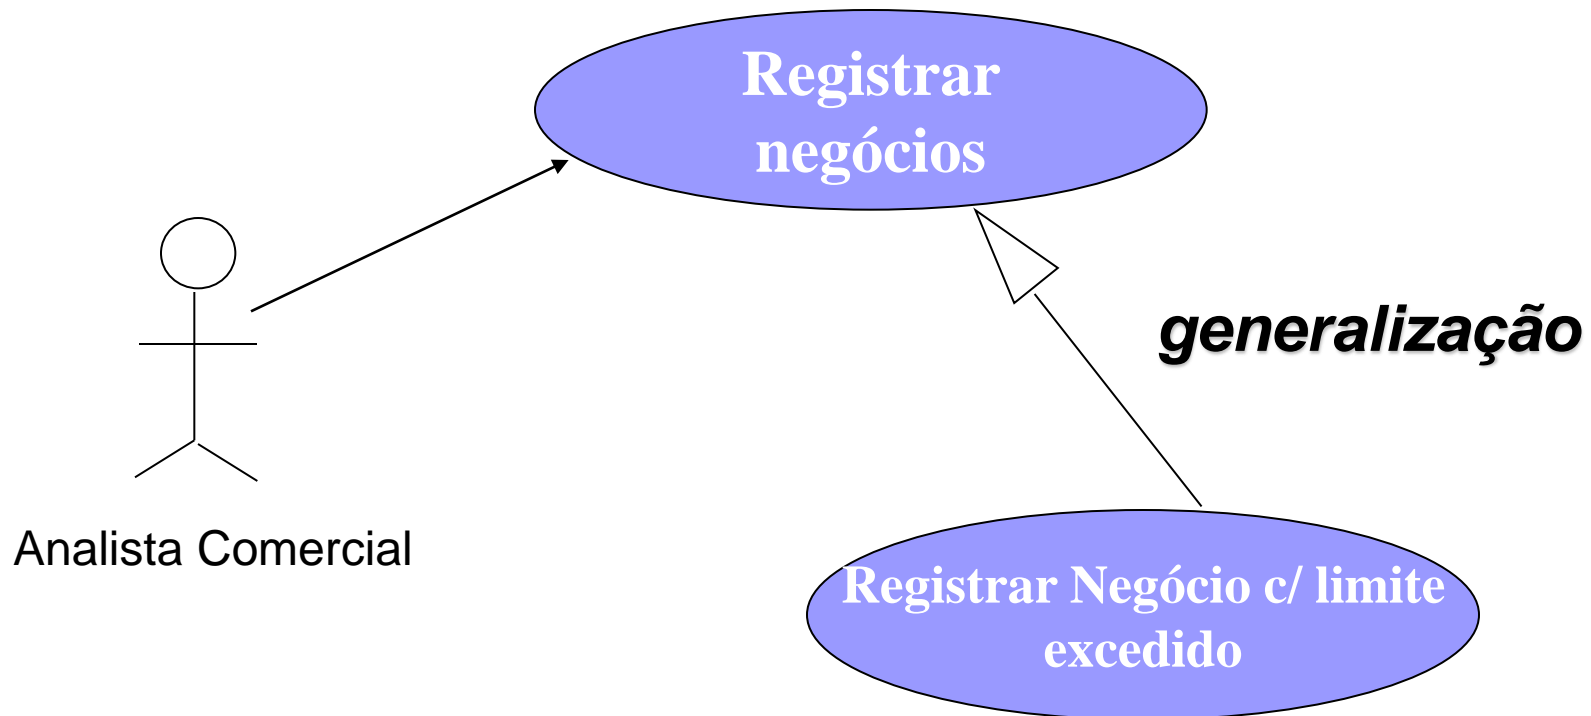 Registrar
negócios
generalização
Analista Comercial
Registrar Negócio c/ limite
excedido